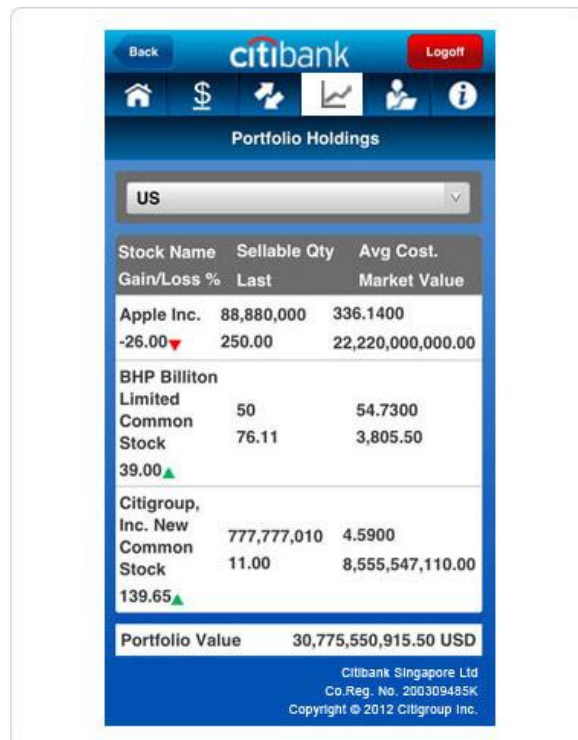 Back
citibank
Logoff
$
Portfolio Holdings
US
Stock Name Sellable Qty Avg Cost.
Gain/Loss % Last Market Value
Apple Inc. 88,880,000 336.1400
-26.00 250.00 22,220,000,000.00
BHP Billiton
Limited
Common
Stock
50 54.7300
76.11 3,805.50
39.00
Citigroup,
Inc. New
Common
Stock
777,777,010 4.5900
11.00 8,555,547,110.00
139.65
Portfolio Value 30,775,550,915.50 USD
Citibank Singapore Ltd
Co.Reg. No. 200309485K
Copyright © 2012 Citigroup Inc.